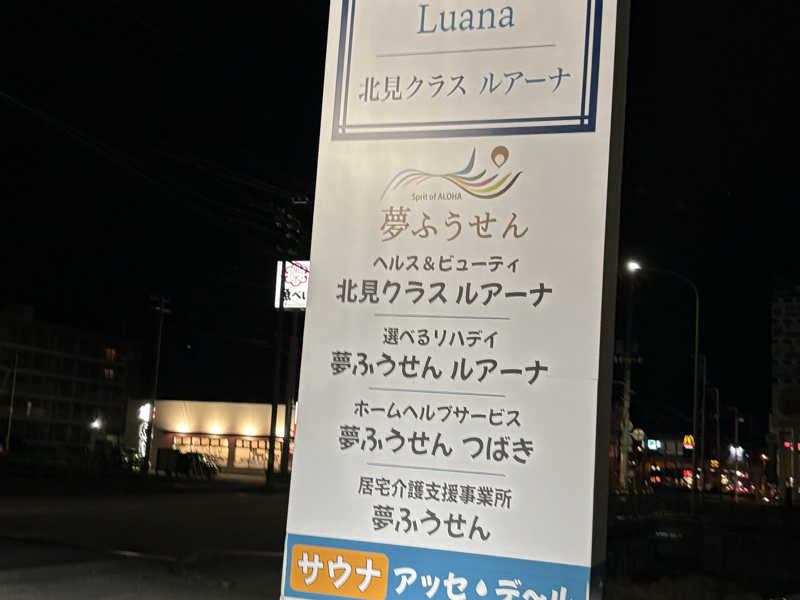 Luana
北見クラス ルアーナ
Sprit of ALOHA
夢ふうせん
ヘルス&ビューティ
北見クラス ルアーナ
選べるリハデイ
夢ふうせん ルアーナ
ホームヘルプサービス
夢ふうせん つばき
居宅介護支援事業所
夢ふうせん
サウナ アッセ・デ〜ル